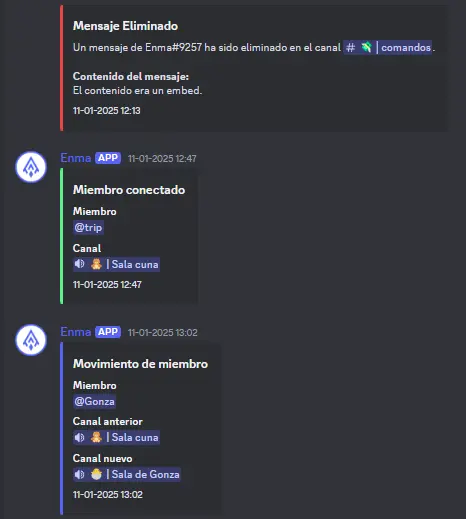 Mensaje Eliminado
Un mensaje de Enma#9257 ha sido eliminado en el canal # | comandos.
Contenido del mensaje:
El contenido era un embed.
11-01-2025 12:13
Enma APP 11-01-2025 12:47
Miembro conectado
Miembro
@trip
Canal
| Sala cuna
11-01-2025 12:47
Enma APP 11-01-2025 13:02
Movimiento de miembro
Miembro
@Gonza
Canal anterior
| Sala cuna
Canal nuevo
| Sala de Gonza
11-01-2025 13:02